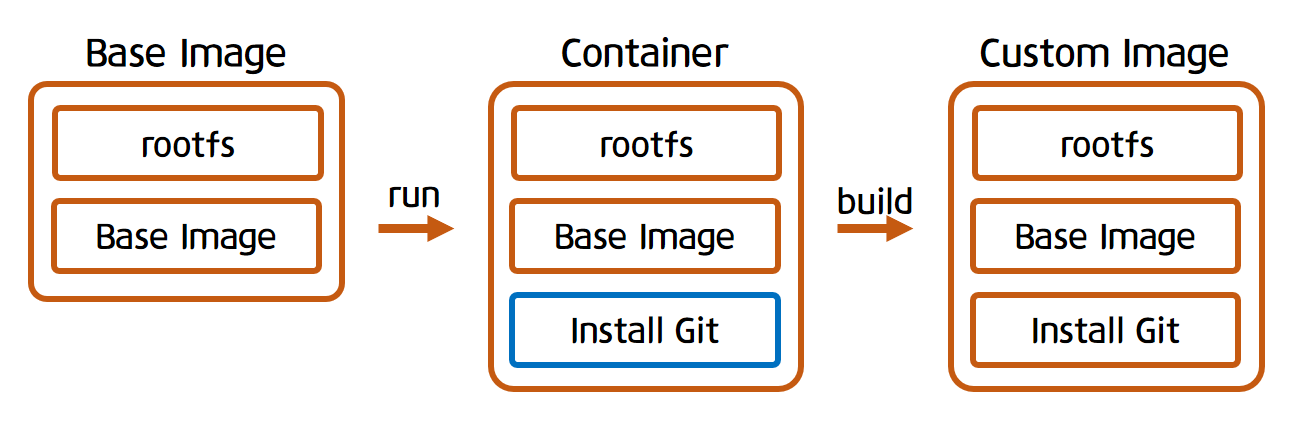 Base Image
rootfs
Base Image
run
Container
rootfs
Base Image
Install Git
build
Custom Image
rootfs
Base Image
Install Git